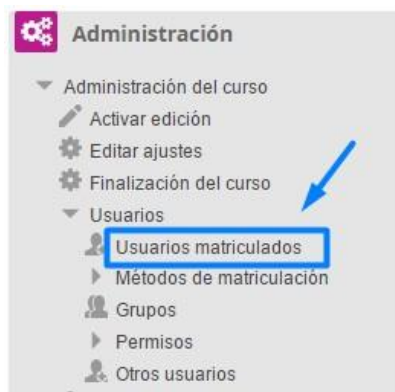 Administración
Administración del curso
Activar edición
Editar ajustes
Finalización del curso
Usuarios
Usuarios matriculados
Métodos de matriculación
Grupos
Permisos
Otros usuarios